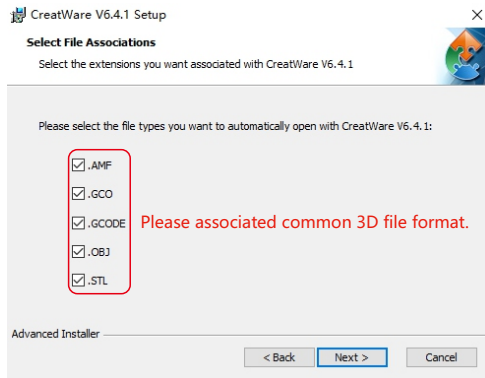 CreatWare V6.4.1 Setup
Select File Associations
Select the extensions you want associated with CreatWare V6.4.1
Please select the file types you want to automatically open with CreatWare V6.4.1:
.AMF
.GCO
.GCODE
Please associated common 3D file format.
.OBJ
.STL
Advanced Installer
< Back
Next >
Cancel